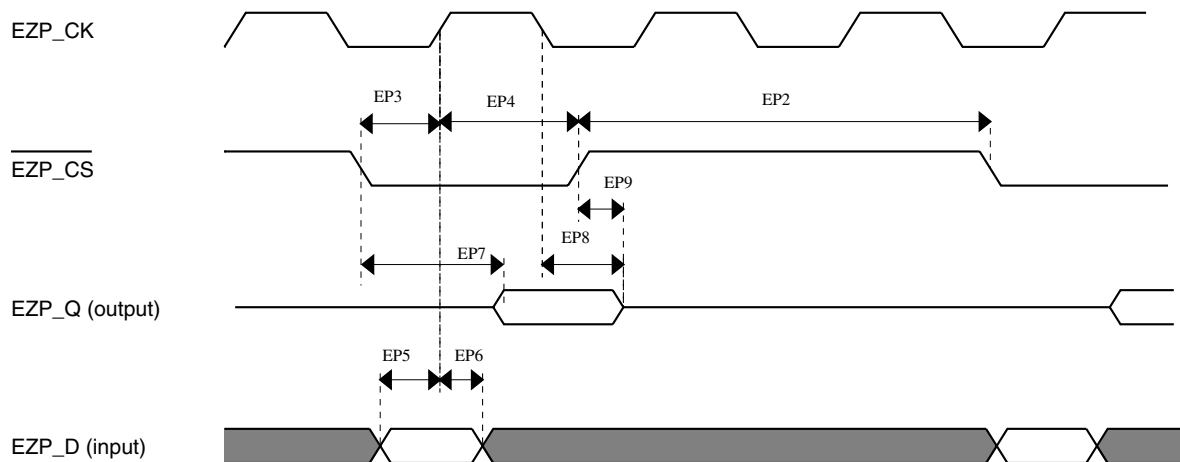 EZP_CK
EP3
EP4
EP2
EZP_CS
EP9
EP8
EP7
EZP_Q (output)
EP5
EP6
EZP_D (input)